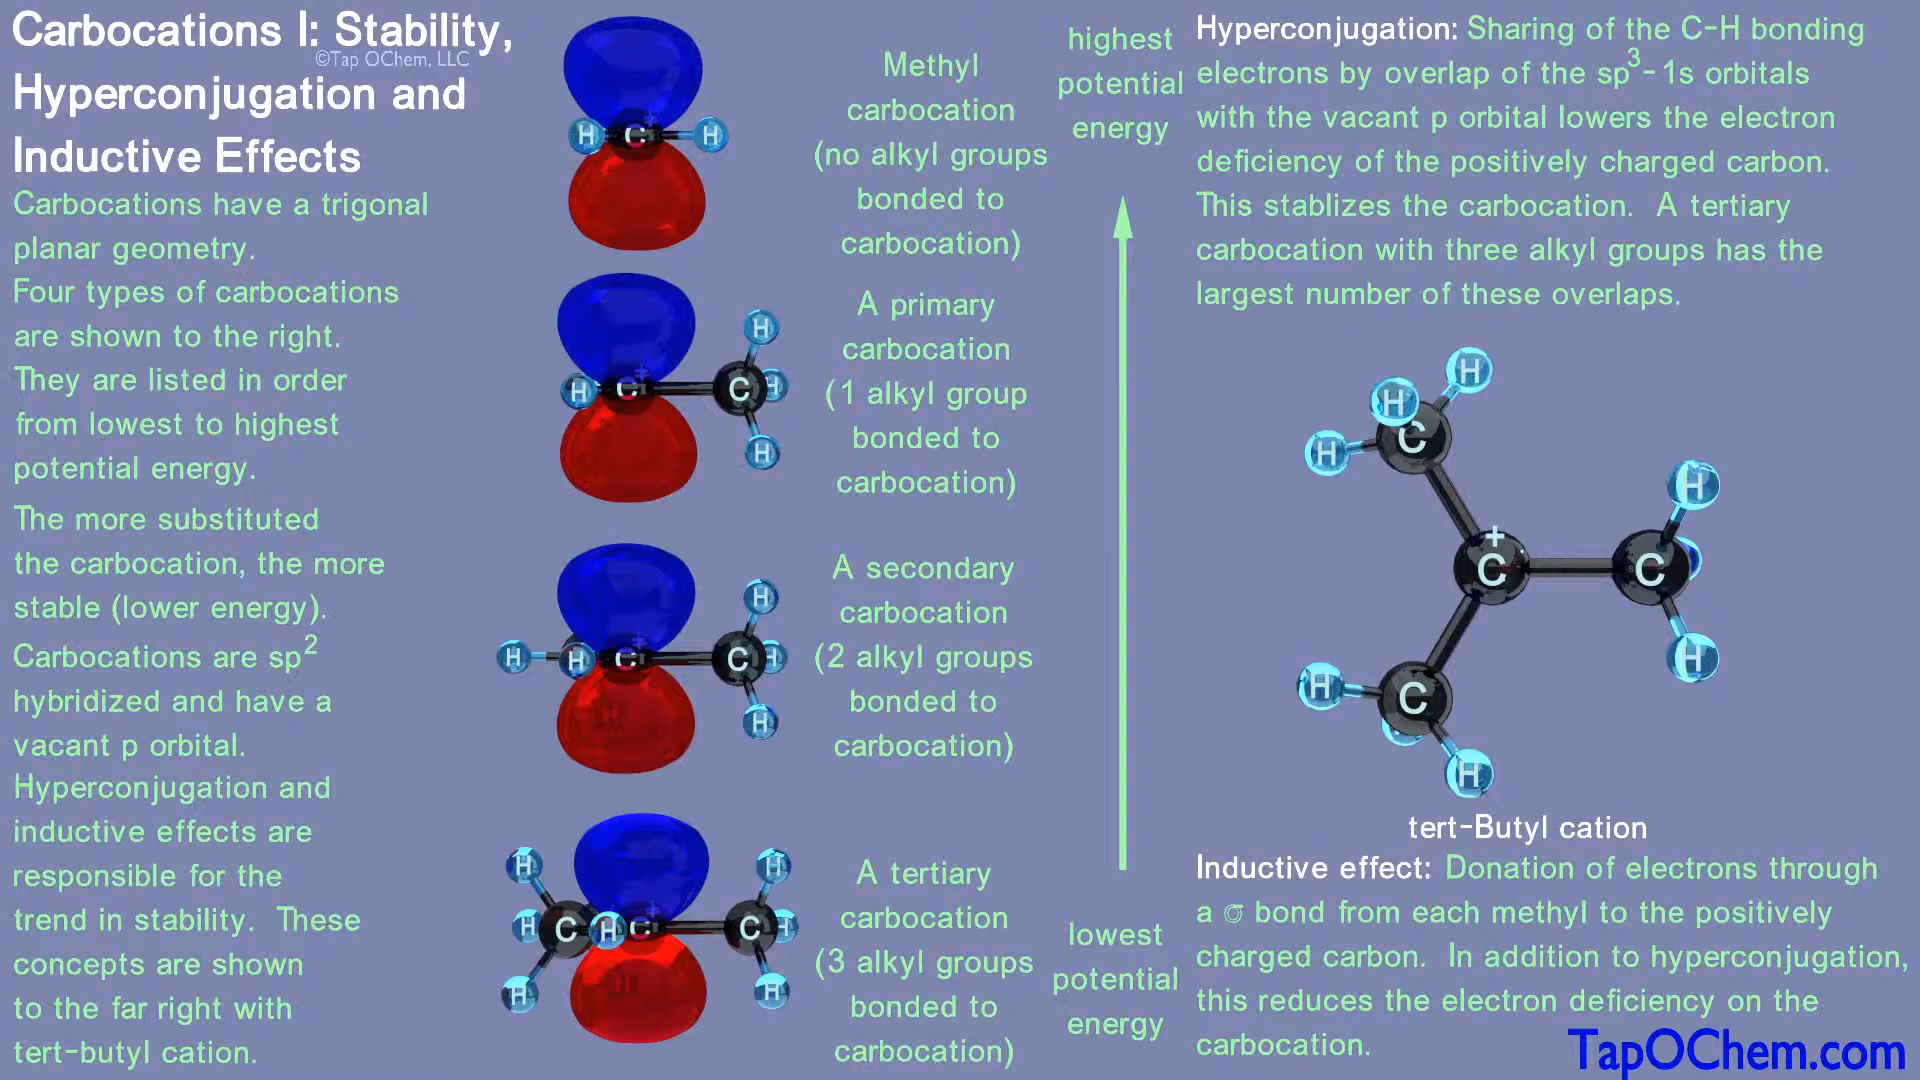 Carbocations I: Stability,
©Tap OChem, LLC
Hyperconjugation and
Inductive Effects
Carbocations have a trigonal
planar geometry.
Four types of carbocations
are shown to the right.
They are listed in order
from lowest to highest
potential energy.
The more substituted
the carbocation, the more
stable (lower energy).
Carbocations are sp²
hybridized and have a
vacant p orbital.
Hyperconjugation and
inductive effects are
responsible for the
trend in stability. These
concepts are shown
to the far right with
tert-butyl cation.
H C + H
Methyl
carbocation
(no alkyl groups
bonded to
carbocation)
H C + C H H H
A primary
carbocation
(1 alkyl group
bonded to
carbocation)
H H C + C H H H
A secondary
carbocation
(2 alkyl groups
bonded to
carbocation)
H H H C H C + C H H H
A tertiary
carbocation
(3 alkyl groups
bonded to
carbocation)
highest
potential
energy
lowest
potential
energy
Hyperconjugation: Sharing of the C-H bonding
electrons by overlap of the sp³-1s orbitals
with the vacant p orbital lowers the electron
deficiency of the positively charged carbon.
This stablizes the carbocation. A tertiary
carbocation with three alkyl groups has the
largest number of these overlaps.
H H
H C
H
+
C C
H
H C
H
tert-Butyl cation
Inductive effect: Donation of electrons through
a σ bond from each methyl to the positively
charged carbon. In addition to hyperconjugation,
this reduces the electron deficiency on the
carbocation.
TapOChem.com